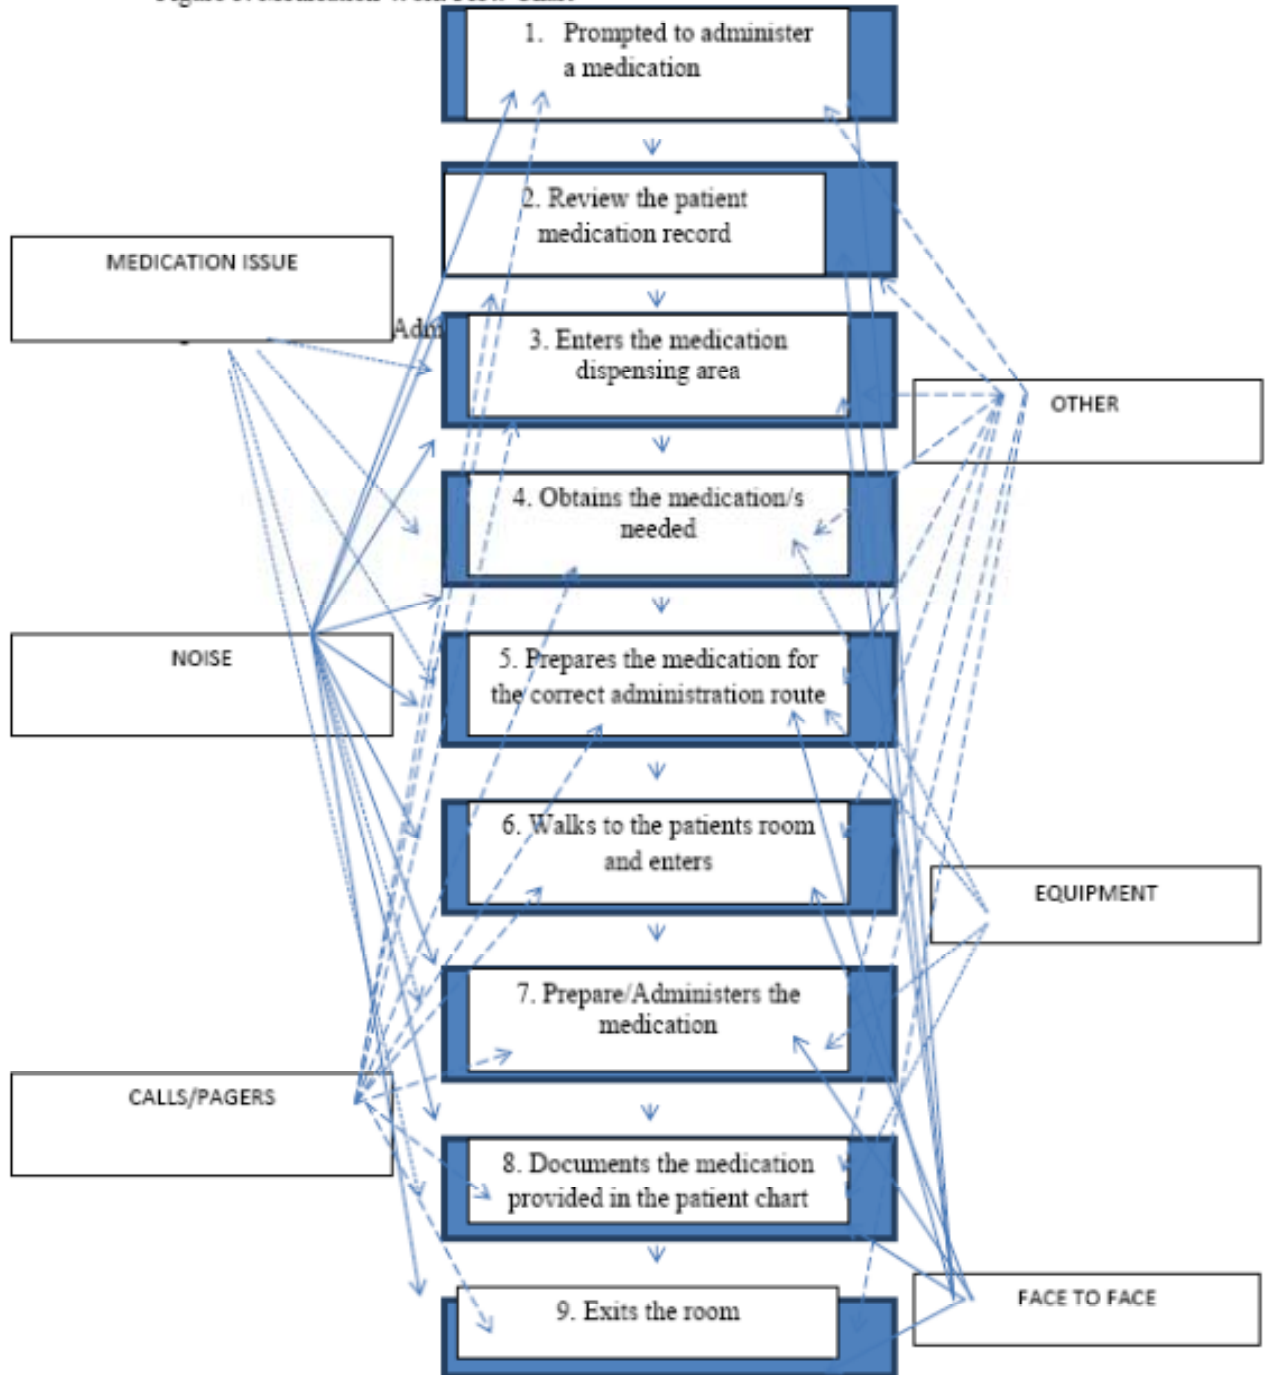 1. Prompted to administer
a medication
2. Review the patient
medication record
MEDICATION ISSUE
Adm
3. Enters the medication
dispensing area
OTHER
4. Obtains the medication/s
needed
NOISE
5. Prepares the medication for
the correct administration route
6. Walks to the patients room
and enters
EQUIPMENT
7. Prepare/Administers the
medication
CALLS/PAGERS
8. Documents the medication
provided in the patient chart
FACE TO FACE
9. Exits the room